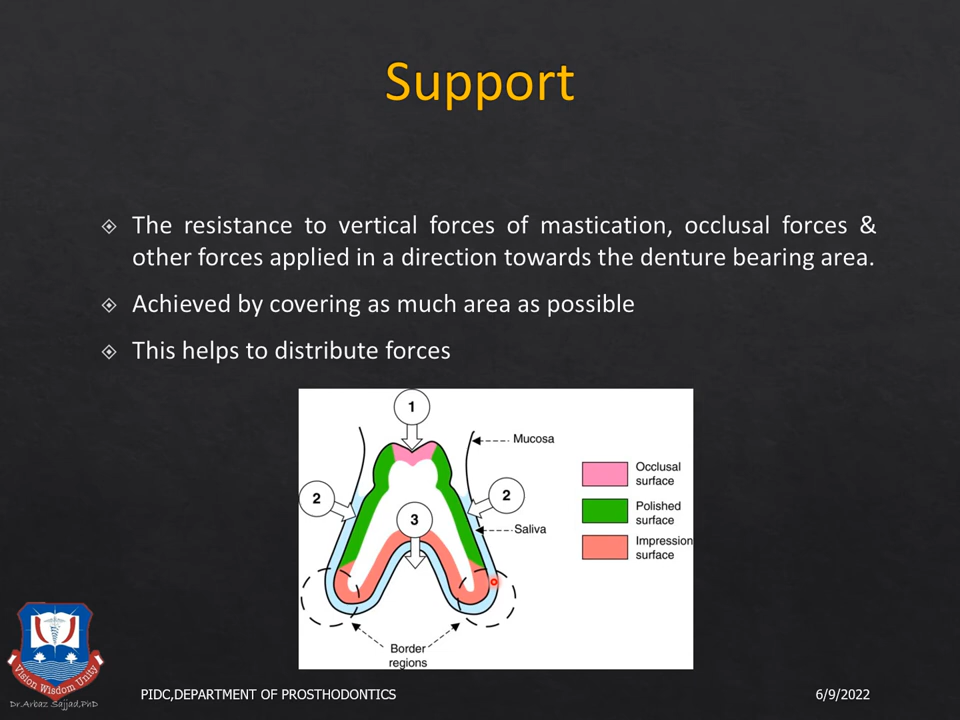 Support
The resistance to vertical forces of mastication, occlusal forces &
other forces applied in a direction towards the denture bearing area.
Achieved by covering as much area as possible
This helps to distribute forces
1
Mucosa
Occlusal
surface
2
2
Polished
surface
3
Saliva
Impression
surface
Border
regions
Vision Wisdom Unity
Dr.Arbaz Sajjad,PhD
PIDC,DEPARTMENT OF PROSTHODONTICS
6/9/2022